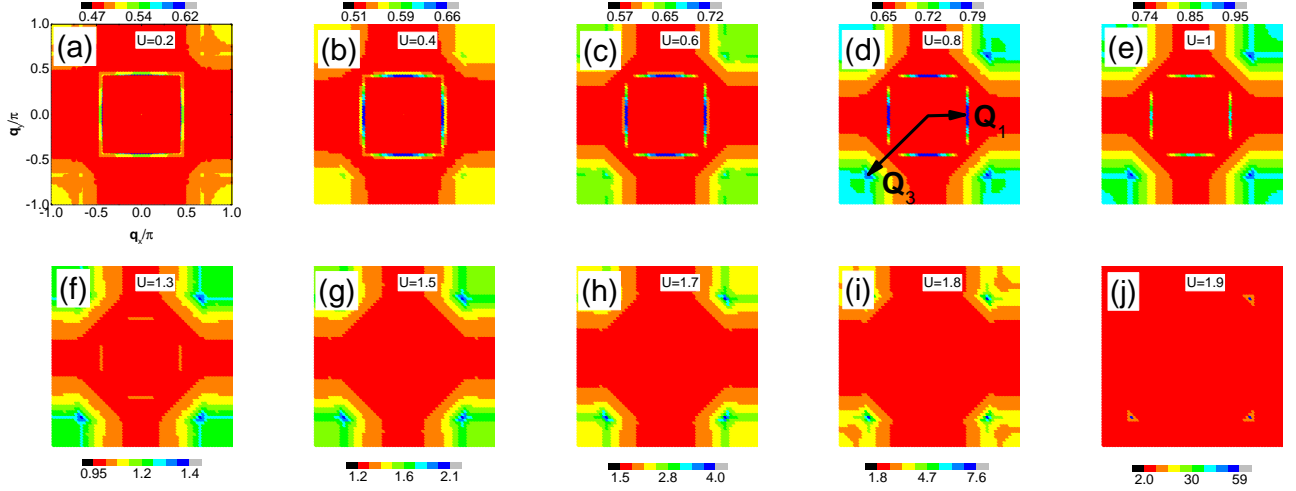 0.47 0.54 0.62
0.51 0.59 0.66
0.57 0.65 0.72
0.65 0.72 0.79
0.74 0.85 0.95
(a) U=0.2
(b) U=0.4
(c) U=0.6
(d) U=0.8
(e) U=1
1.0
0.5
0.0
-0.5
-1.0
qy/π
-1.0 -0.5 0.0 0.5 1.0
qx/π
Q1
Q3
(f) U=1.3
(g) U=1.5
(h) U=1.7
(i) U=1.8
(j) U=1.9
0.95 1.2 1.4
1.2 1.6 2.1
1.5 2.8 4.0
1.8 4.7 7.6
2.0 30 59